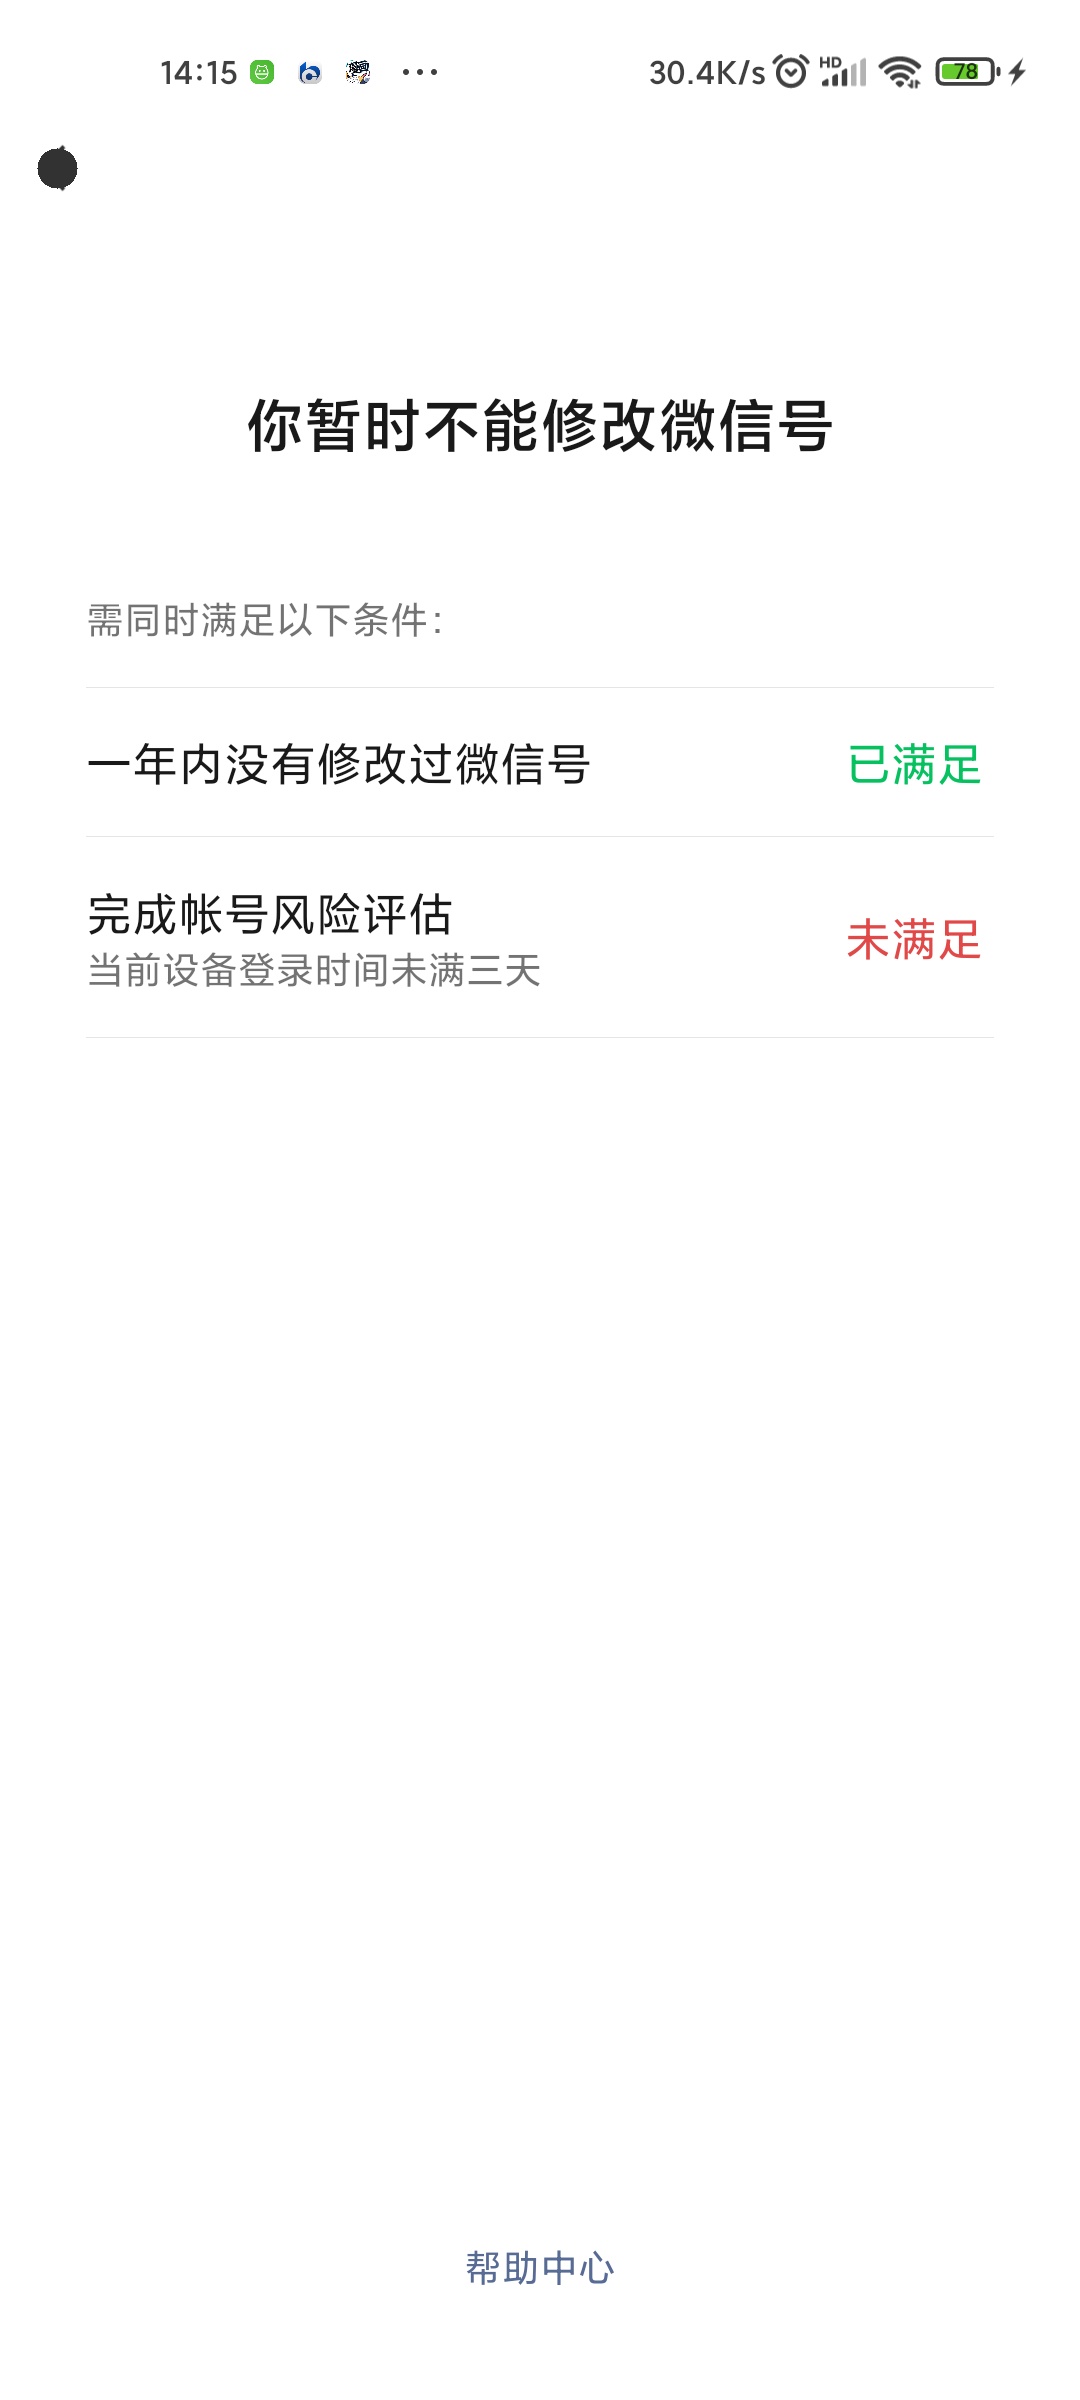 14:15 ... 30.4K/s HD 78
你暂时不能修改微信号
需同时满足以下条件：
一年内没有修改过微信号 已满足
完成帐号风险评估
当前设备登录时间未满三天
未满足
帮助中心